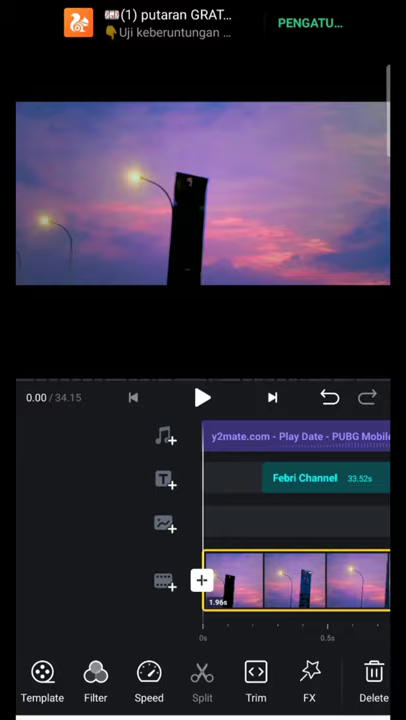 (1) putaran GRAT...
Uji keberuntungan ...
PENGATU...
0.00 / 34.15
y2mate.com - Play Date - PUBG Mobil
Febri Channel 33.52s
1.96s
0s 0.5s
Template Filter Speed Split Trim FX Delete